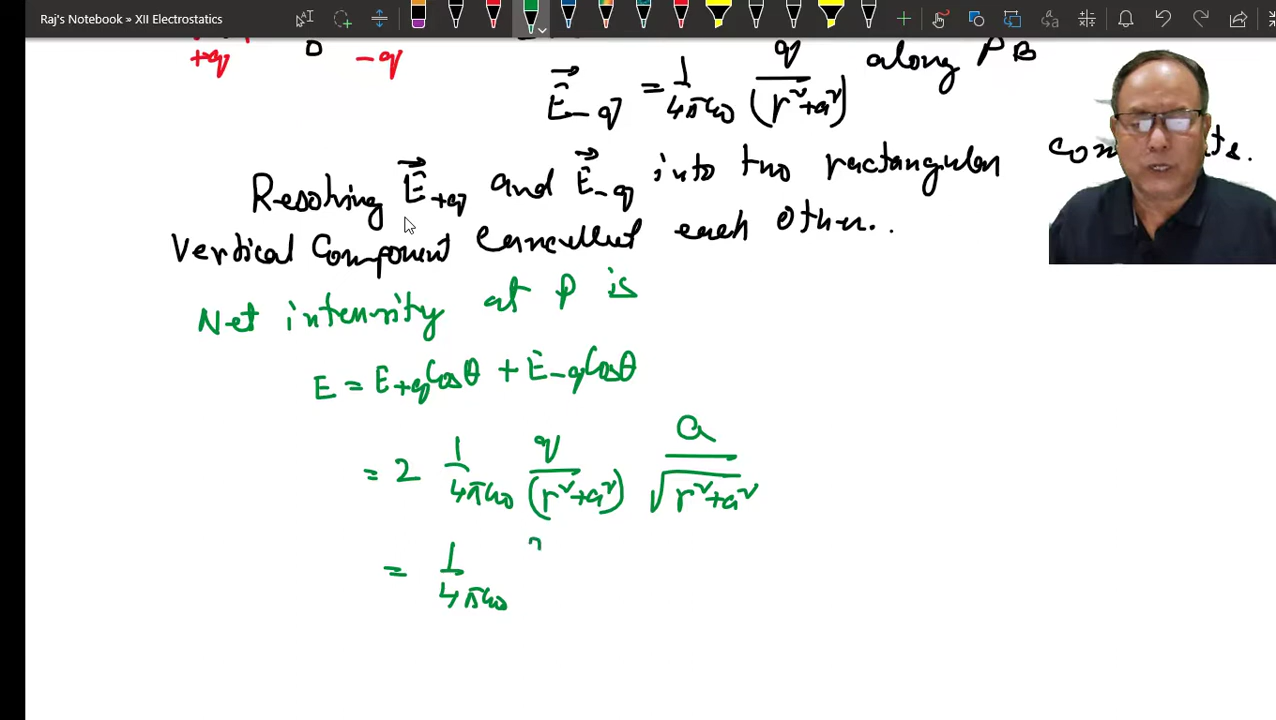 Raj's Notebook » XII Electrostatics
+q 0 -q
E⃗-q = 1/4πε0 q/(r²+a²) along PB
Resolving E⃗+q and E⃗-q into two rectangular
Vertical Component Cancelled each other..
Net intensity at P is
E = E+q Cosθ + E-q Cosθ
= 2 1/4πε0 q/(r²+a²) a/√r²+a²
= 1/4πε0